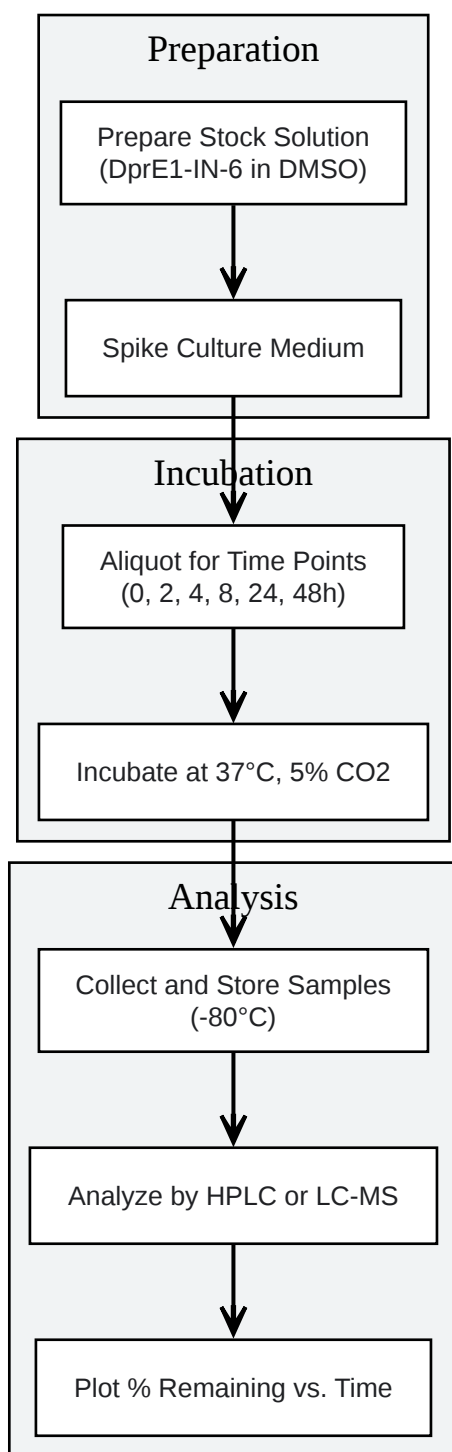 Preparation
Prepare Stock Solution
(DprE1-IN-6 in DMSO)
Spike Culture Medium
Incubation
Aliquot for Time Points
(0, 2, 4, 8, 24, 48h)
Incubate at 37°C, 5% CO2
Analysis
Collect and Store Samples
(-80°C)
Analyze by HPLC or LC-MS
Plot % Remaining vs. Time